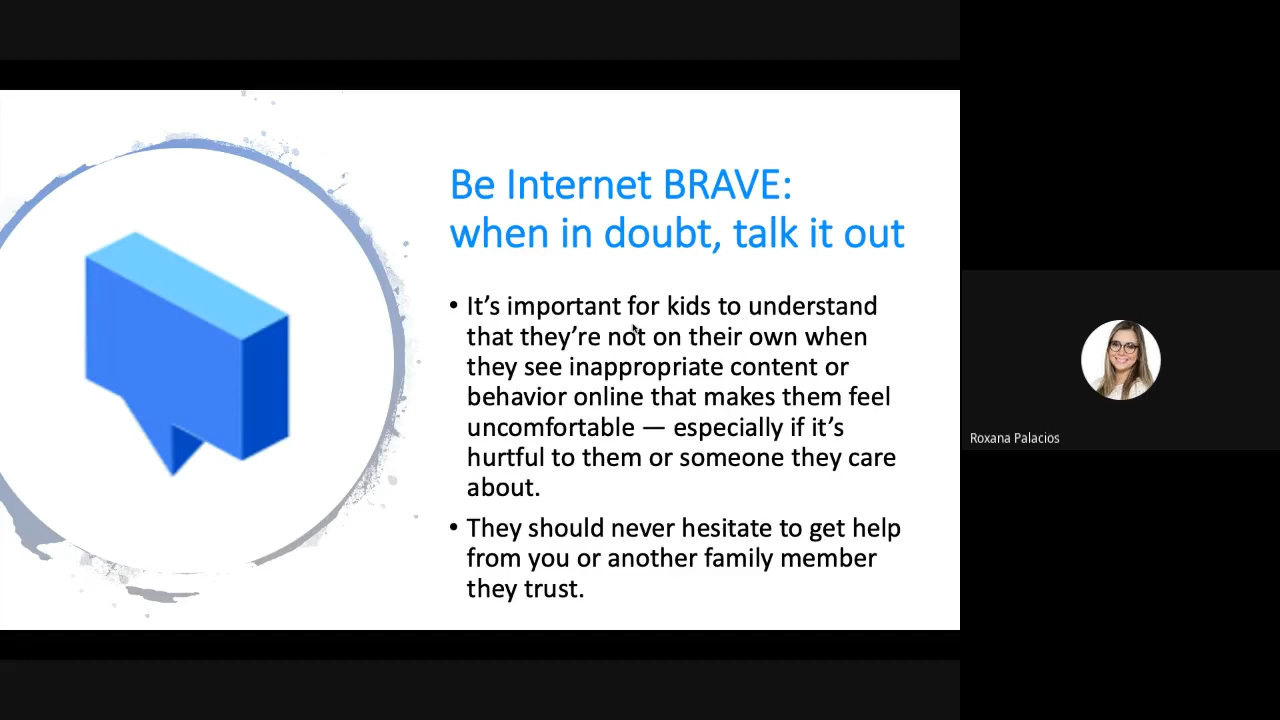 Be Internet BRAVE:
when in doubt, talk it out
• It’s important for kids to understand
that they’re not on their own when
they see inappropriate content or
behavior online that makes them feel
uncomfortable — especially if it’s
hurtful to them or someone they care
about.
• They should never hesitate to get help
from you or another family member
they trust.
Roxana Palacios